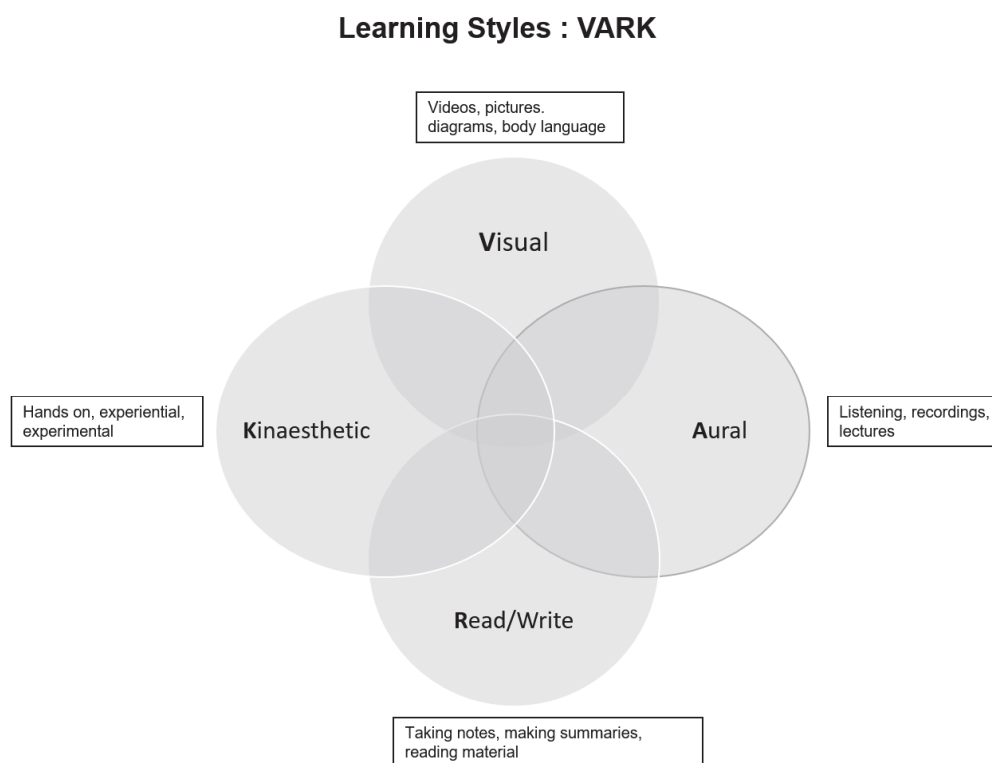 Learning Styles : VARK
Videos, pictures.
diagrams, body language
Visual
Hands on, experiential,
experimental
Kinaesthetic
Aural
Listening, recordings,
lectures
Read/Write
Taking notes, making summaries,
reading material